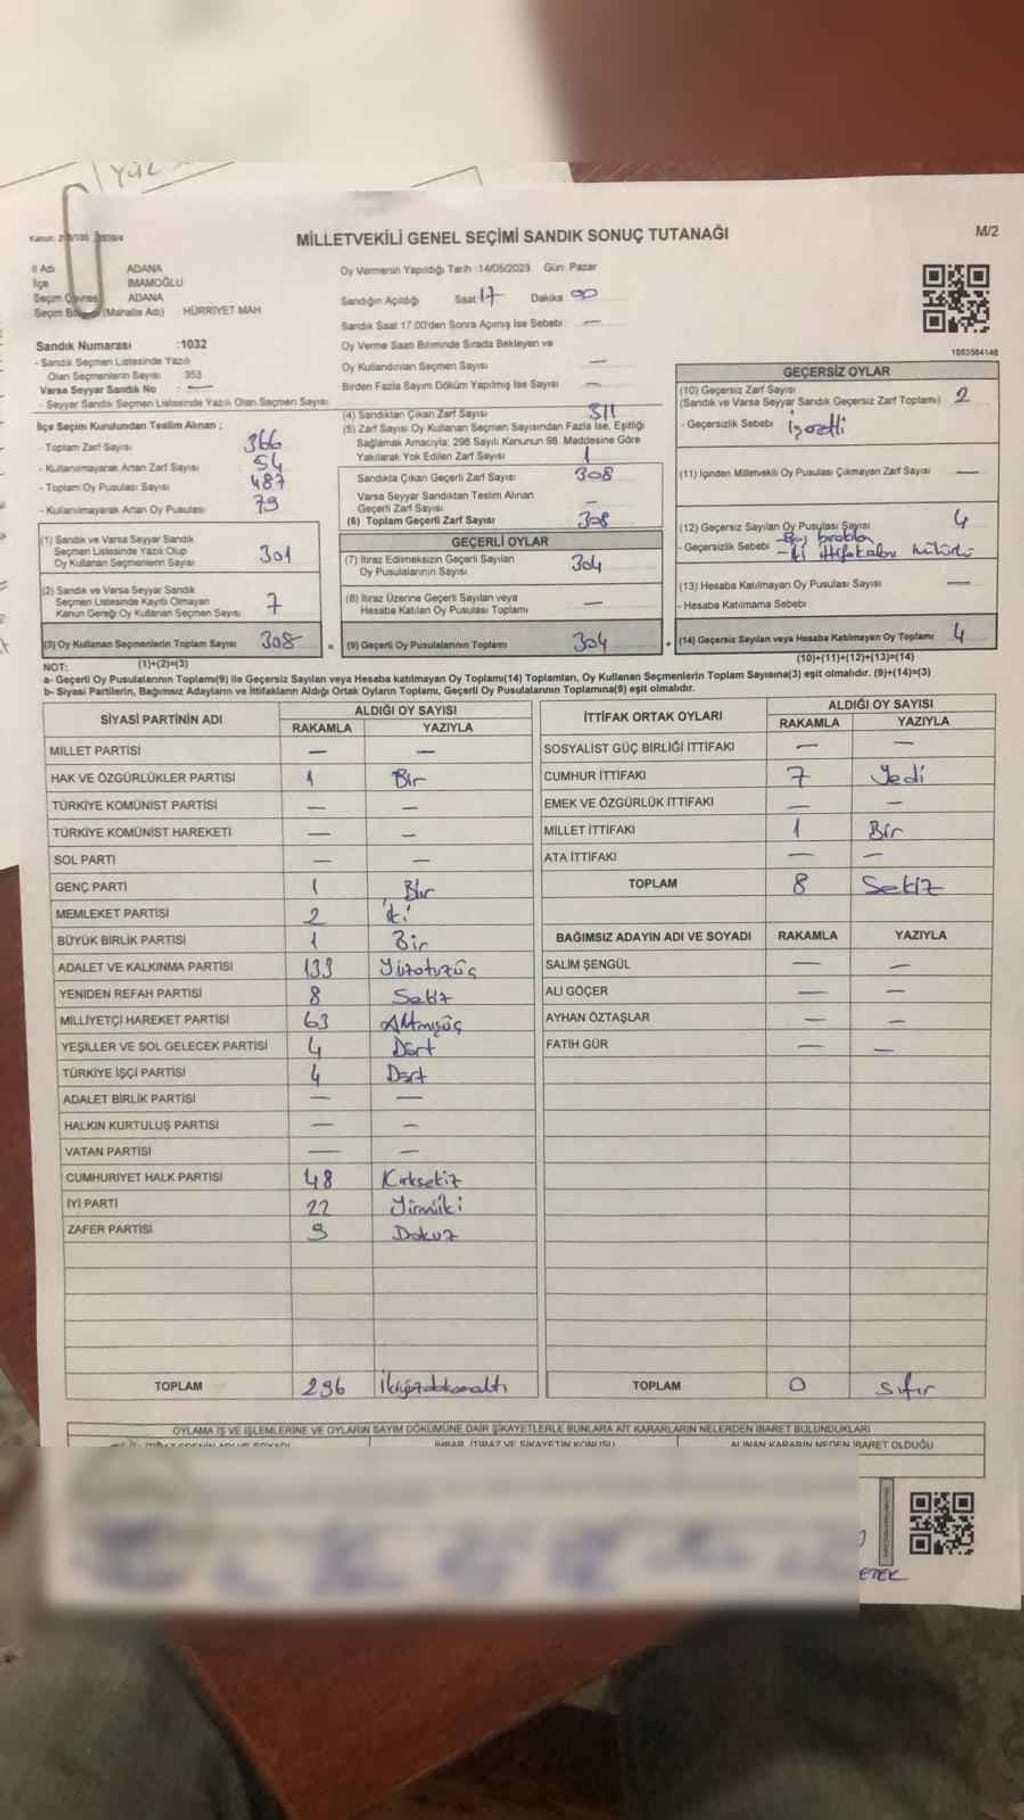 YÜZ
MİLLETVEKİLİ GENEL SEÇİMİ SANDIK SONUÇ TUTANAĞI
M/2
İl Adı ADANA
İlçe İMAMOĞLU
Seçim Çevresi ADANA
Seçim (Mahalle Adı) HÜRRİYET MAH
Oy Vermenin Yapıldığı Tarih :14/05/2023 Gün: Pazar
Sandığın Açıldığı Saat 17 Dakika 00
Sandık Saat 17.00'den Sonra Açılmış İse Sebebi —
Oy Verme Saati Bitiminde Sırada Bekleyen ve
Oy Kullandırılan Seçmen Sayısı —
Birden Fazla Sayım Döküm Yapılmış İse Sayısı —
Sandık Numarası :1032
- Sandık Seçmen Listesinde Yazılı
Olan Seçmenlerin Sayısı 353
Varsa Seyyar Sandık No : —
- Seyyar Sandık Seçmen Listesinde Yazılı Olan Seçmen Sayısı
İlçe Seçim Kurulundan Teslim Alınan ;
- Toplam Zarf Sayısı 366
- Kullanılmayarak Artan Zarf Sayısı 54
- Toplam Oy Pusulası Sayısı 487
- Kullanılmayarak Artan Oy Pusulası 79
(1) Sandık ve Varsa Seyyar Sandık
Seçmen Listesinde Yazılı Olup
Oy Kullanan Seçmenlerin Sayısı 301
(2) Sandık ve Varsa Seyyar Sandık
Seçmen Listesinde Kayıtlı Olmayan
Kanun Gereği Oy Kullanan Seçmen Sayısı 7
(3) Oy Kullanan Seçmenlerin Toplam Sayısı 308
(1)+(2)=(3)
(4) Sandıktan Çıkan Zarf Sayısı 311
(5) Zarf Sayısı Oy Kullanan Seçmen Sayısından Fazla İse, Eşitliği
Sağlamak Amacıyla; 298 Sayılı Kanunun 98. Maddesine Göre
Yakılarak Yok Edilen Zarf Sayısı 1
Sandıkta Çıkan Geçerli Zarf Sayısı 308
Varsa Seyyar Sandıktan Teslim Alınan
Geçerli Zarf Sayısı —
(6) Toplam Geçerli Zarf Sayısı 308
GEÇERLİ OYLAR
(7) İtiraz Edilmeksizin Geçerli Sayılan
Oy Pusulalarının Sayısı 304
(8) İtiraz Üzerine Geçerli Sayılan veya
Hesaba Katılan Oy Pusulası Toplamı —
(9) Geçerli Oy Pusulalarının Toplamı 304
1083584148
GEÇERSİZ OYLAR
(10) Geçersiz Zarf Sayısı
(Sandık ve Varsa Seyyar Sandık Geçersiz Zarf Toplamı) 2
- Geçersizlik Sebebi İşaretli
(11) İçinden Milletvekili Oy Pusulası Çıkmayan Zarf Sayısı —
(12) Geçersiz Sayılan Oy Pusulası Sayısı 4
- Geçersizlik Sebebi
(13) Hesaba Katılmayan Oy Pusulası Sayısı —
- Hesaba Katılmama Sebebi
(14) Geçersiz Sayılan veya Hesaba Katılmayan Oy Toplamı 4
(10)+(11)+(12)+(13)=(14)
NOT:
a- Geçerli Oy Pusulalarının Toplamı(9) ile Geçersiz Sayılan veya Hesaba katılmayan Oy Toplamı(14) Toplamları, Oy Kullanan Seçmenlerin Toplam Sayısına(3) eşit olmalıdır. (9)+(14)=(3)
b- Siyasi Partilerin, Bağımsız Adayların ve İttifakların Aldığı Ortak Oyların Toplamı, Geçerli Oy Pusulalarının Toplamına(9) eşit olmalıdır.
SİYASİ PARTİNİN ADI ALDIĞI OY SAYISI
RAKAMLA YAZIYLA
MİLLET PARTİSİ — —
HAK VE ÖZGÜRLÜKLER PARTİSİ 1 Bir
TÜRKİYE KOMÜNİST PARTİSİ — —
TÜRKİYE KOMÜNİST HAREKETİ — —
SOL PARTİ — —
GENÇ PARTİ 1 Bir
MEMLEKET PARTİSİ 2 iki
BÜYÜK BİRLİK PARTİSİ 1 Bir
ADALET VE KALKINMA PARTİSİ 133 Yüzotuzüç
YENİDEN REFAH PARTİSİ 8 Sekiz
MİLLİYETÇİ HAREKET PARTİSİ 63 Altmışüç
YEŞİLLER VE SOL GELECEK PARTİSİ 4 Dört
TÜRKİYE İŞÇİ PARTİSİ 4 Dört
ADALET BİRLİK PARTİSİ — —
HALKIN KURTULUŞ PARTİSİ — —
VATAN PARTİSİ — —
CUMHURİYET HALK PARTİSİ 48 Kırksekiz
İYİ PARTİ 22 Yirmiiki
ZAFER PARTİSİ 9 Dokuz
TOPLAM 296 İkiyüzdoksanaltı
İTTİFAK ORTAK OYLARI ALDIĞI OY SAYISI
RAKAMLA YAZIYLA
SOSYALİST GÜÇ BİRLİĞİ İTTİFAKI — —
CUMHUR İTTİFAKI 7 Yedi
EMEK VE ÖZGÜRLÜK İTTİFAKI — —
MİLLET İTTİFAKI 1 Bir
ATA İTTİFAKI — —
TOPLAM 8 Sekiz
BAĞIMSIZ ADAYIN ADI VE SOYADI RAKAMLA YAZIYLA
SALİM ŞENGÜL — —
ALİ GÖÇER — —
AYHAN ÖZTAŞLAR — —
FATİH GÜR — —
TOPLAM 0 Sıfır
OYLAMA İŞ VE İŞLEMLERİNE VE OYLARIN SAYIM DÖKÜMÜNE DAİR ŞİKAYETLERLE BUNLARA AİT KARARLARIN NELERDEN İBARET BULUNDUKLARI
İHBAR, İTİRAZ VE ŞİKAYETİN KONUSU ALINAN KARARIN NEDEN İBARET OLDUĞU